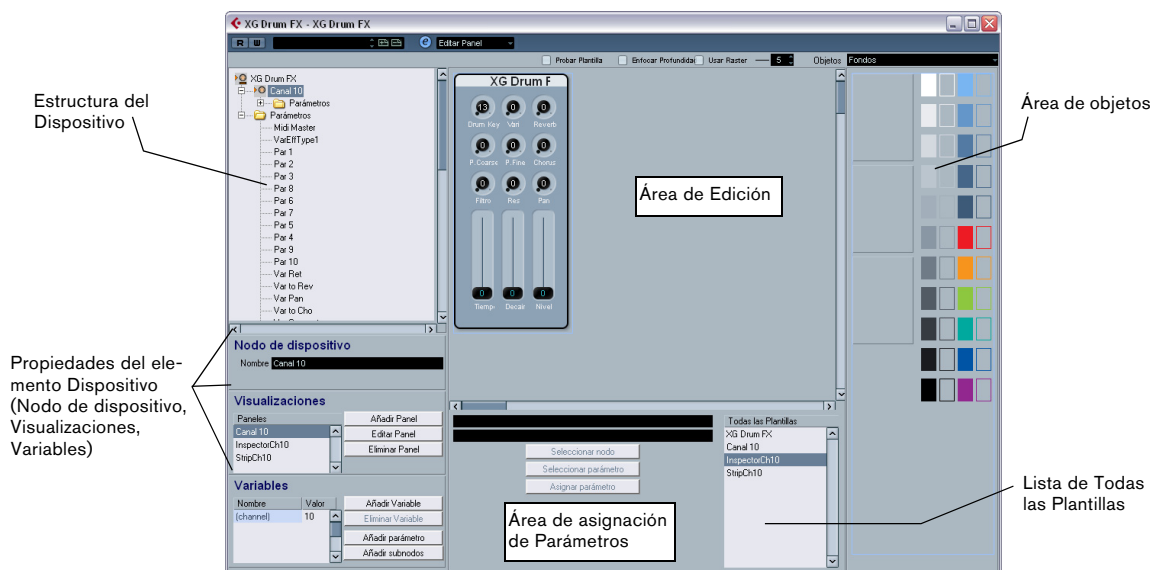 XG Drum FX - XG Drum FX
R W
e Editar Panel
Probar Plantilla Enfocar Profundidad Usar Raster 5 Objetos Fondos
XG Drum FX
Canal 10
Parámetros
Parámetros
Midi Master
VarEffType1
Par 1
Par 2
Par 3
Par 8
Par 6
Par 7
Par 5
Par 4
Par 9
Par 10
Var Ret
Var to Rev
Var Pan
Var to Cho
Estructura del
Dispositivo
XG Drum F
13 0 0
Drum Key Vari Reverb
0 0 0
P.Coarse P.Fine Chorus
0 0 0
Filtro Res Pan
0 0 0
Tiemp- Decair Nivel
Área de Edición
Área de objetos
Nodo de dispositivo
Nombre Canal 10
Propiedades del ele-
mento Dispositivo
(Nodo de dispositivo,
Visualizaciones,
Variables)
Visualizaciones
Paneles
Canal 10
InspectorCh10
StripCh10
Añadir Panel
Editar Panel
Eliminar Panel
Variables
Nombre Valor
(channel) 10
Añadir Variable
Eliminar Variable
Añadir parámetro
Añadir subnodos
Seleccionar nodo
Seleccionar parámetro
Asignar parámetro
Área de asignación
de Parámetros
Todas las Plantillas
XG Drum FX
Canal 10
InspectorCh10
StripCh10
Lista de Todas
las Plantillas